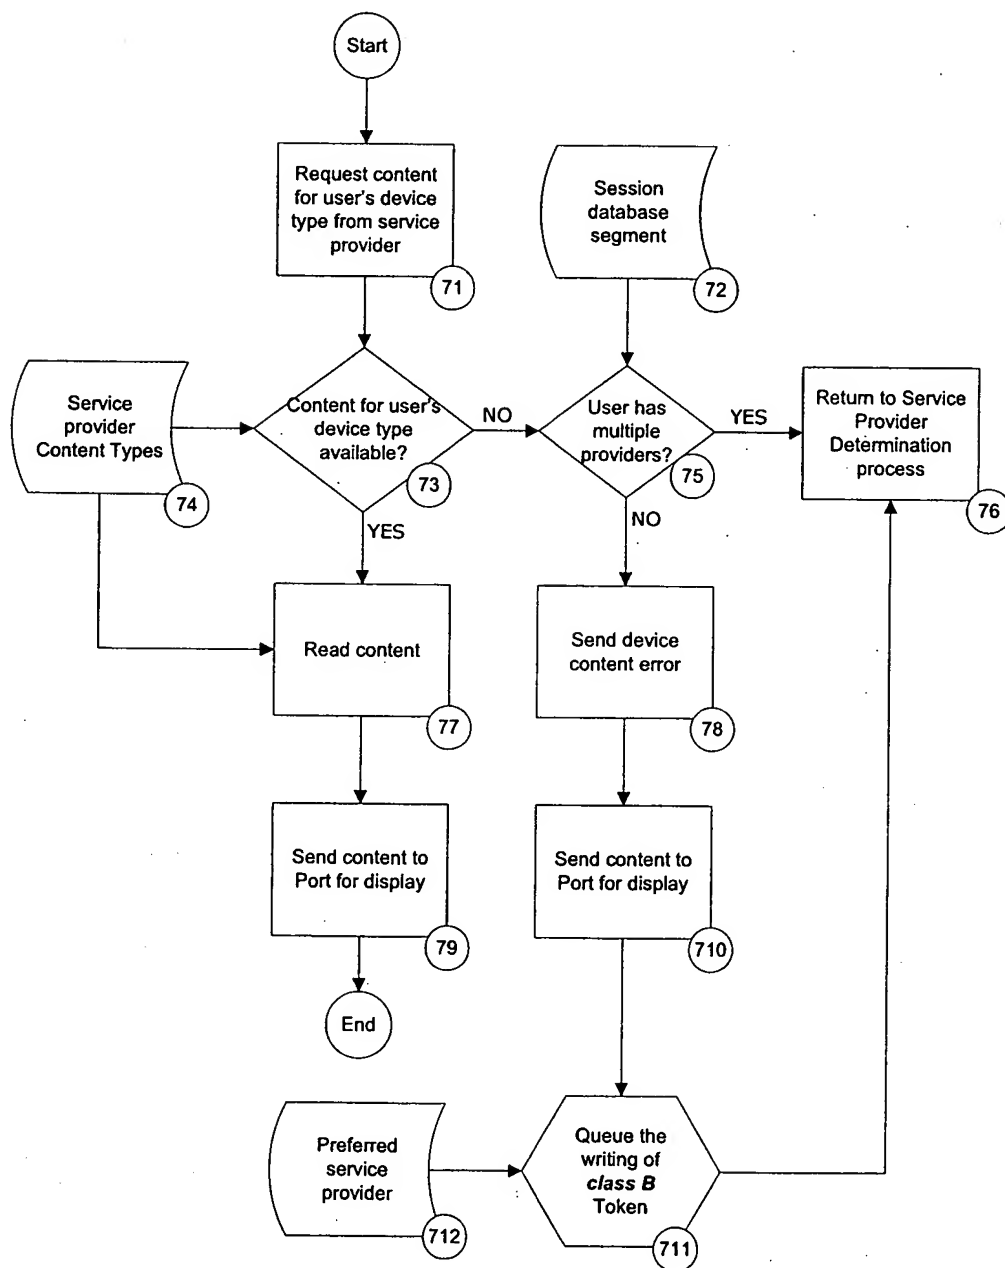 Start
Request content
for user's device
type from service
provider
71
Session
database
segment
72
Service
provider
Content Types
74
Content for user's
device type
available?
73
NO
YES
User has
multiple
providers?
75
YES
NO
Return to Service
Provider
Determination
process
76
Read content
77
Send device
content error
78
Send content to
Port for display
79
Send content to
Port for display
710
End
Preferred
service
provider
712
Queue the
writing of
class B
Token
711